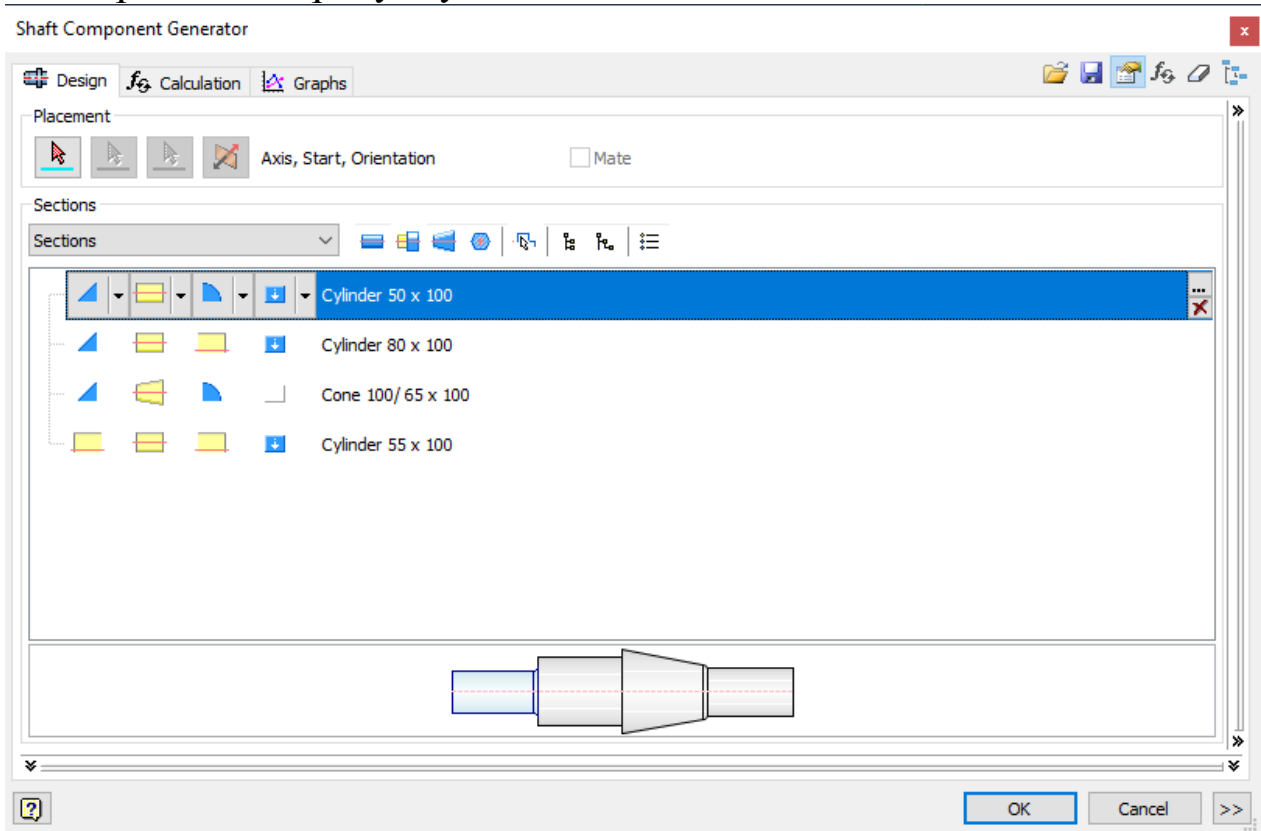 Shaft Component Generator
Design
Calculation
Graphs
Placement
Axis, Start, Orientation
Mate
Sections
Sections
Cylinder 50 x 100
Cylinder 80 x 100
Cone 100/ 65 x 100
Cylinder 55 x 100
OK
Cancel
>>